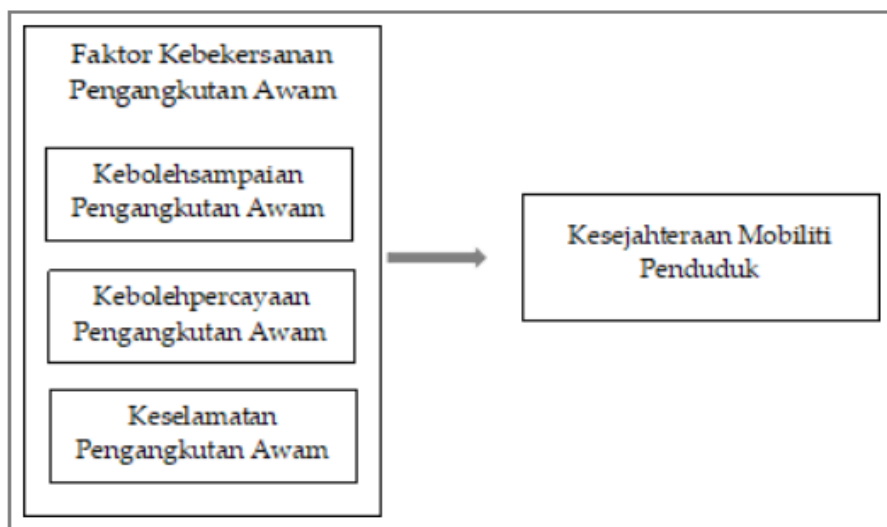 Faktor Kebekersanan
Pengangkutan Awam
Kebolehsampaian
Pengangkutan Awam
Kebolehpercayaan
Pengangkutan Awam
Keselamatan
Pengangkutan Awam
Kesejahteraan Mobiliti
Penduduk